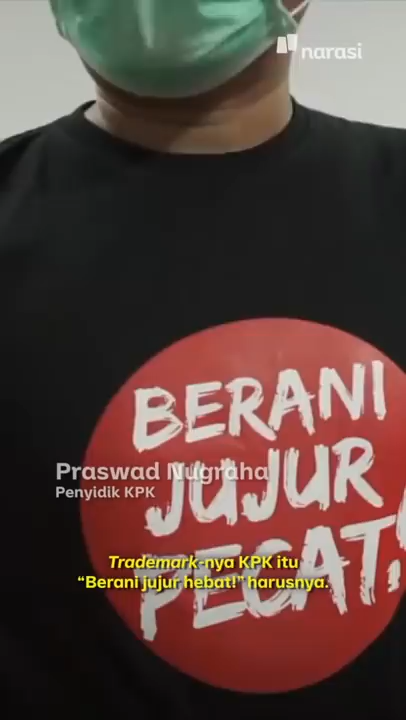 narasi
BERANI
JUJUR
PECAT!
Praswad Nugraha
Penyidik KPK
Trademark-nya KPK itu
“Berani jujur hebat!” harusnya.